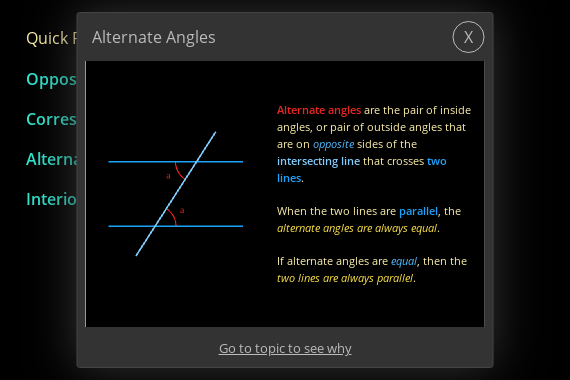 Alternate Angles
X
Quick
Oppos
Corres
Alterna
Interio
a
a
Alternate angles are the pair of inside
angles, or pair of outside angles that
are on opposite sides of the
intersecting line that crosses two
lines.
When the two lines are parallel, the
alternate angles are always equal.
If alternate angles are equal, then the
two lines are always parallel.
Go to topic to see why